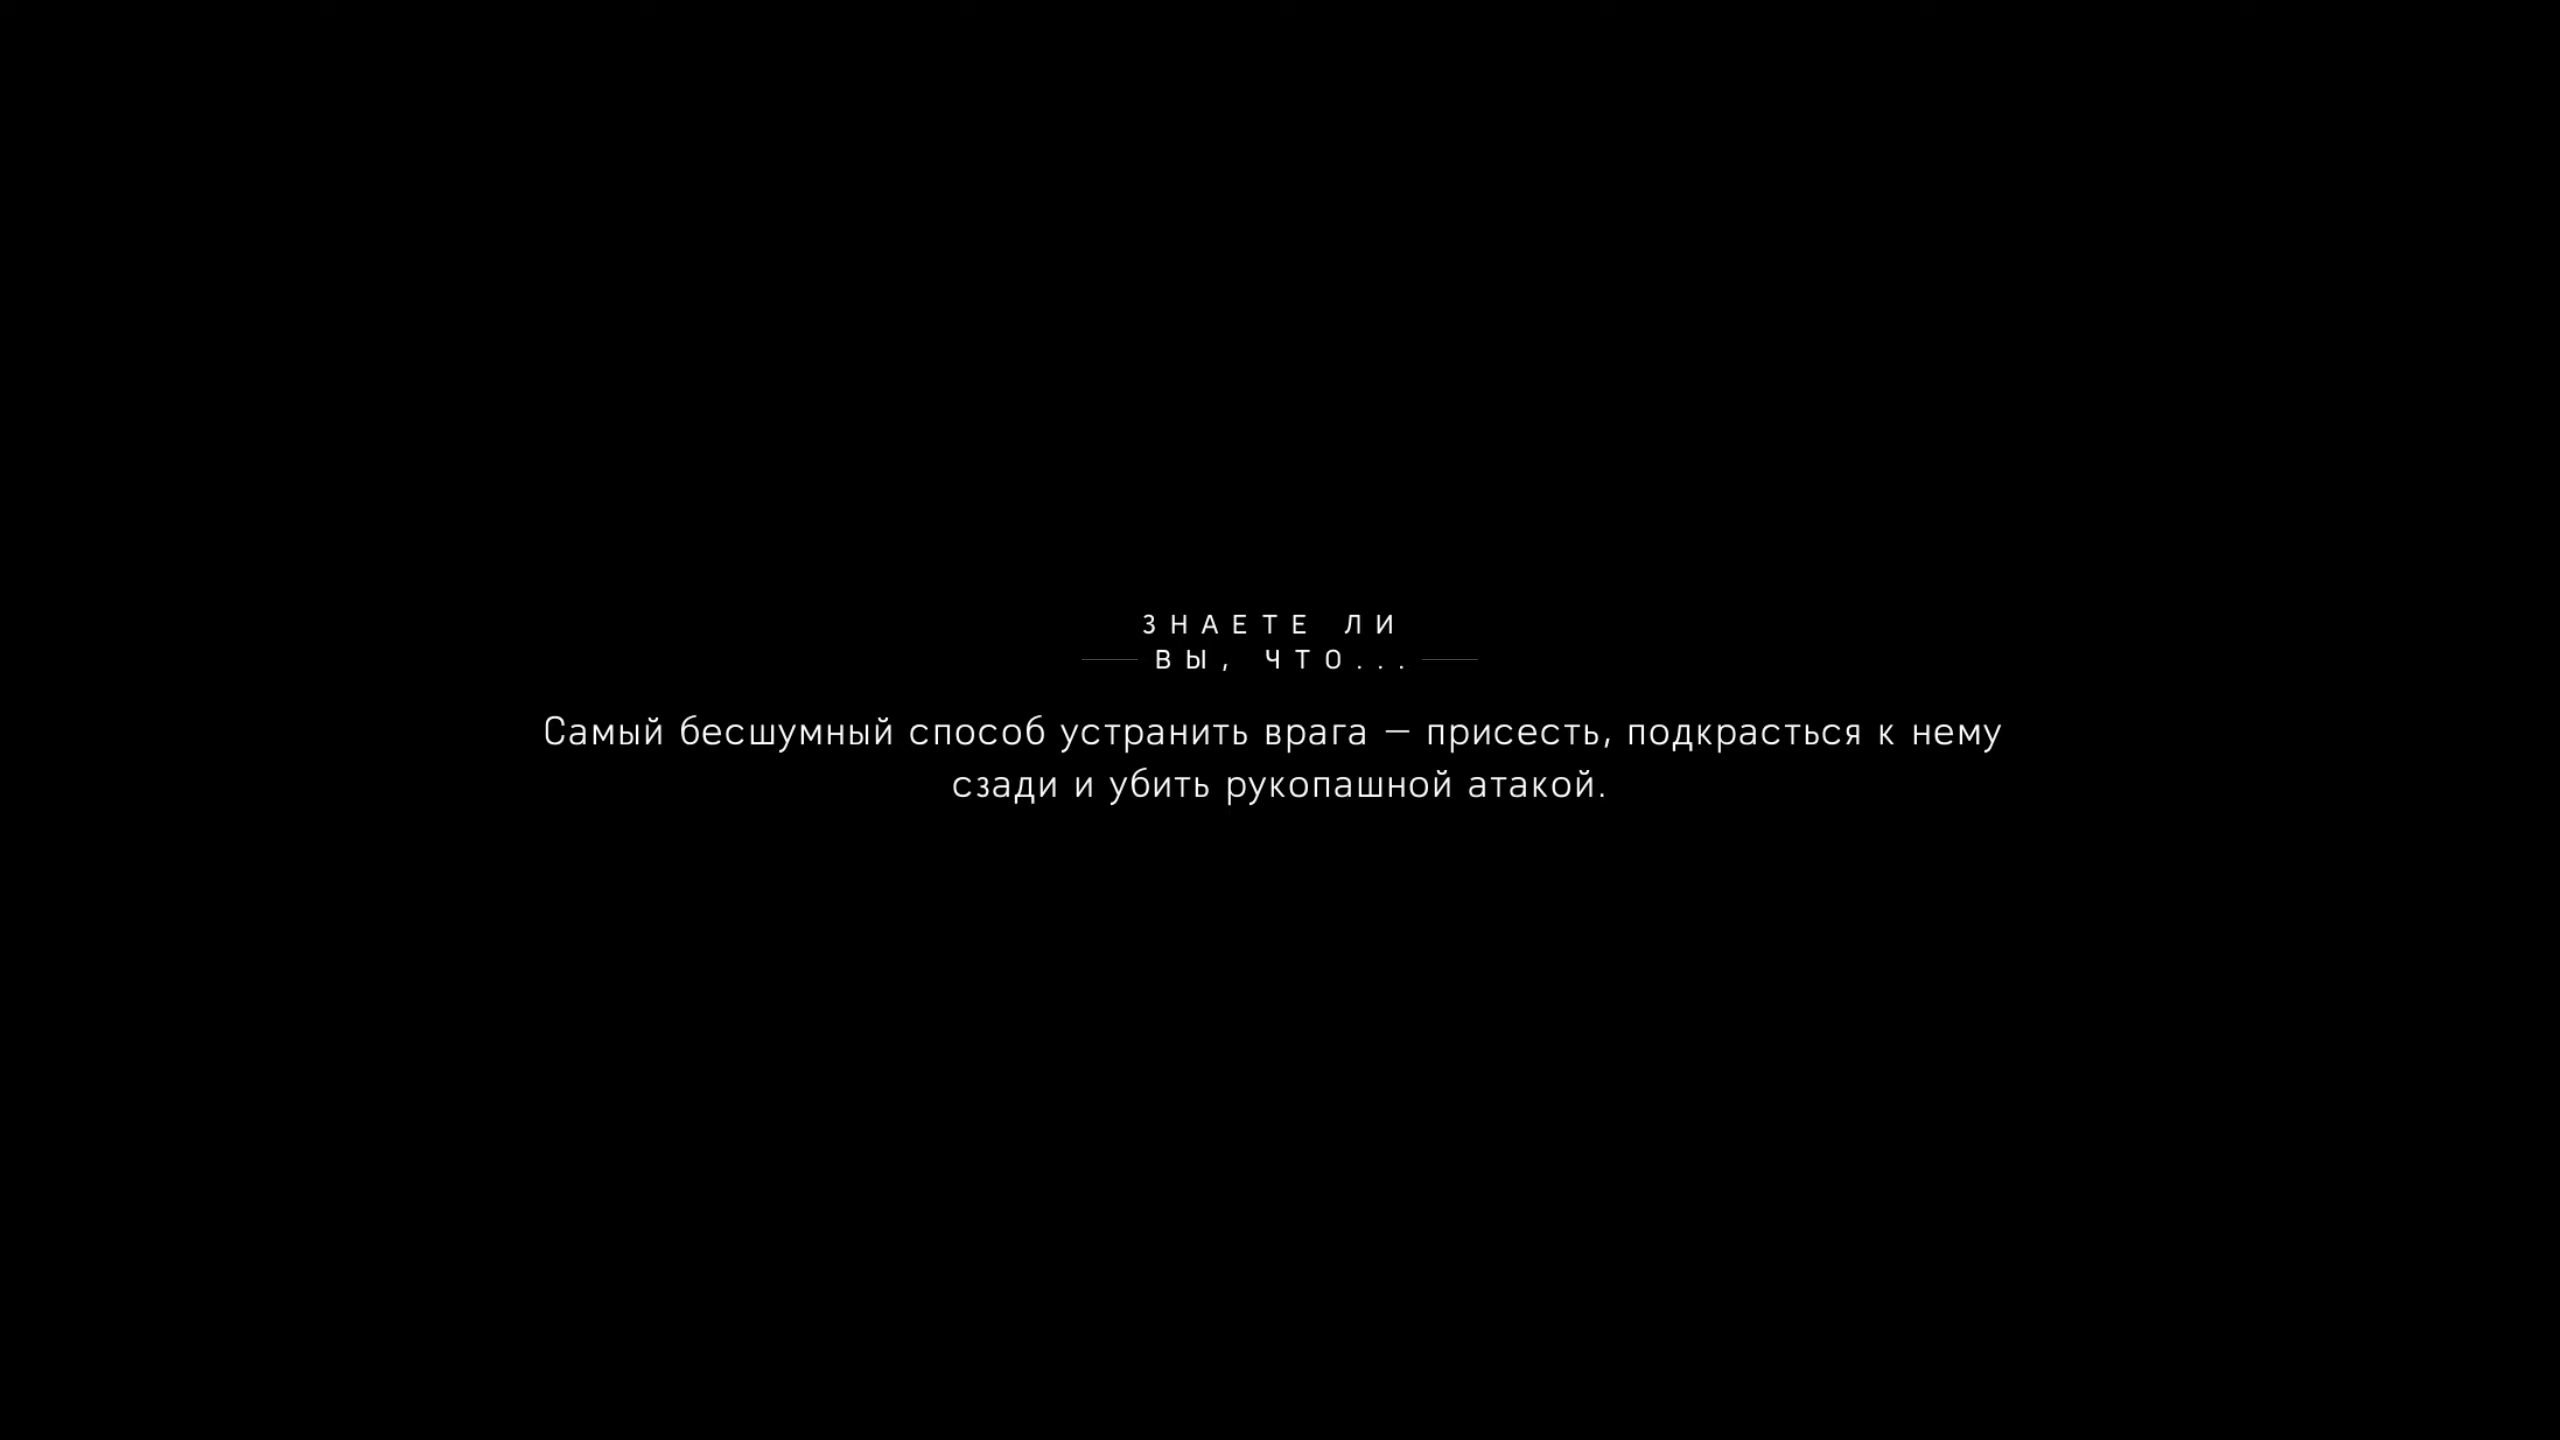 ЗНАЕТЕ ЛИ
ВЫ, ЧТО...
Самый бесшумный способ устранить врага — присесть, подкрасться к нему
сзади и убить рукопашной атакой.